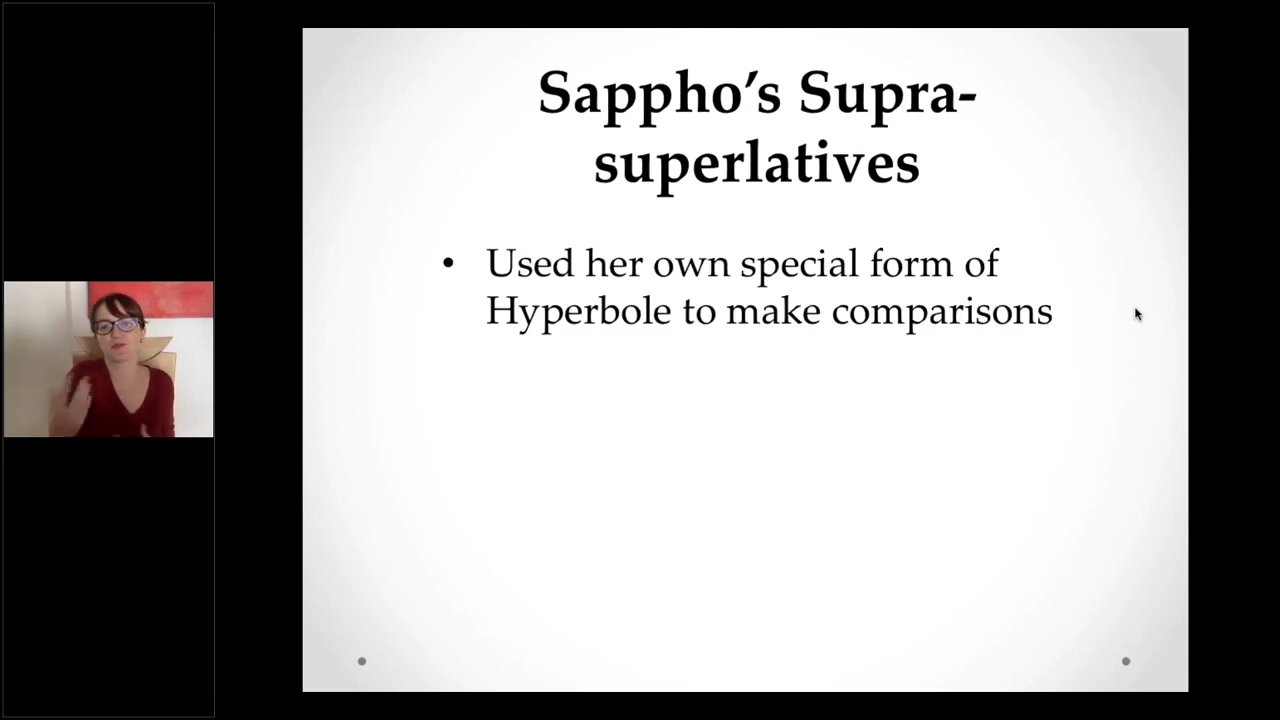 Sappho’s Supra-
superlatives
• Used her own special form of
Hyperbole to make comparisons